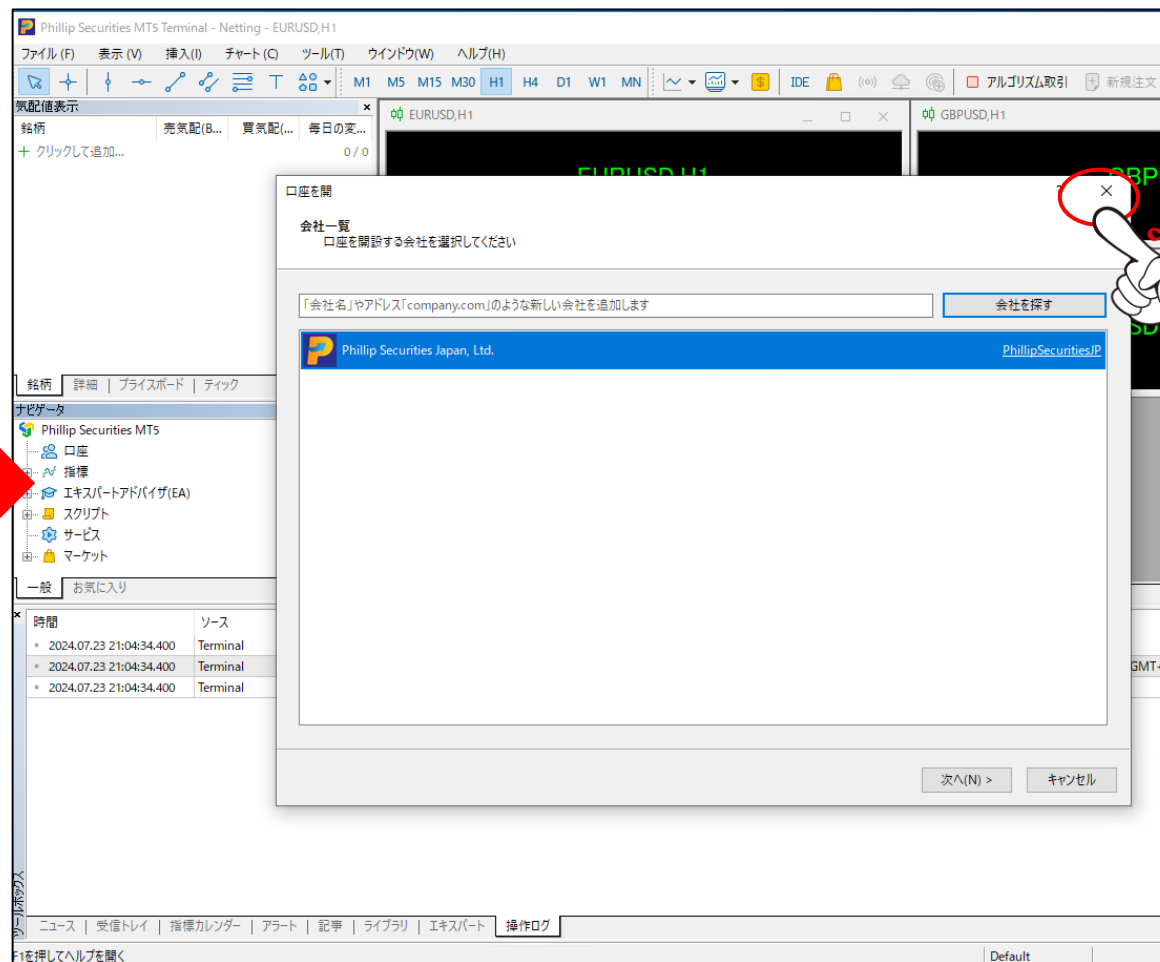 Phillip Securities MT5 Terminal - Netting - EURUSD,H1
ファイル (F) 表示 (V) 挿入(I) チャート (C) ツール(T) ウインドウ(W) ヘルプ(H)
M1 M5 M15 M30 H1 H4 D1 W1 MN IDE アルゴリズム取引 新規注文
気配値表示
銘柄 売気配(B... 買気配(... 毎日の変...
クリックして追加... 0 / 0
EURUSD,H1
GBPUSD,H1
EURUSD,H1
口座を開
会社一覧
口座を開設する会社を選択してください
「会社名」やアドレス「company.com」のような新しい会社を追加します
会社を探す
Phillip Securities Japan, Ltd. PhillipSecuritiesJP
次へ(N) > キャンセル
銘柄 | 詳細 | プライスボード | ティック
ナビゲータ
Phillip Securities MT5
口座
指標
エキスパートアドバイザ(EA)
スクリプト
サービス
マーケット
一般 お気に入り
時間 ソース
2024.07.23 21:04:34.400 Terminal
2024.07.23 21:04:34.400 Terminal GMT+
2024.07.23 21:04:34.400 Terminal
ツールボックス
ニュース | 受信トレイ | 指標カレンダー | アラート | 記事 | ライブラリ | エキスパート 操作ログ
F1を押してヘルプを開く Default